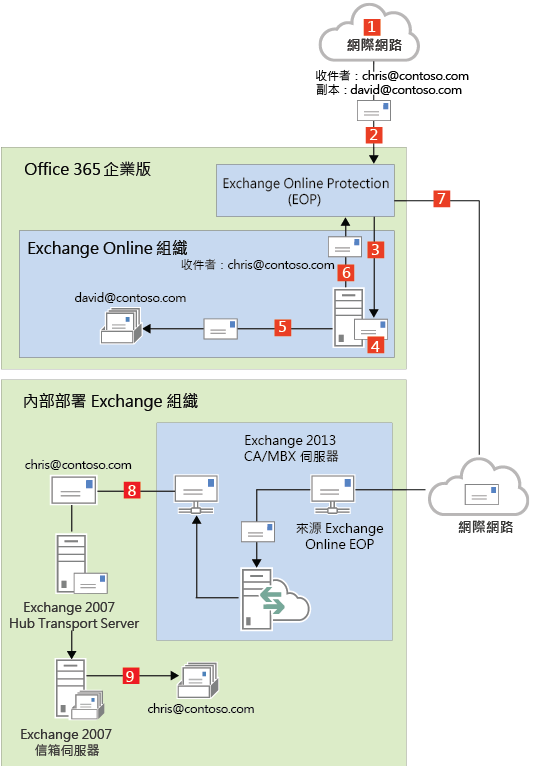 1
網際網路
收件者：chris@contoso.com
副本：david@contoso.com
2
Office 365 企業版
Exchange Online Protection
(EOP)
7
Exchange Online 組織
3
收件者：chris@contoso.com
6
david@contoso.com
5
4
內部部署 Exchange 組織
Exchange 2013
CA/MBX 伺服器
chris@contoso.com
8
網際網路
來源 Exchange
Online EOP
Exchange 2007
Hub Transport Server
9
chris@contoso.com
Exchange 2007
信箱伺服器